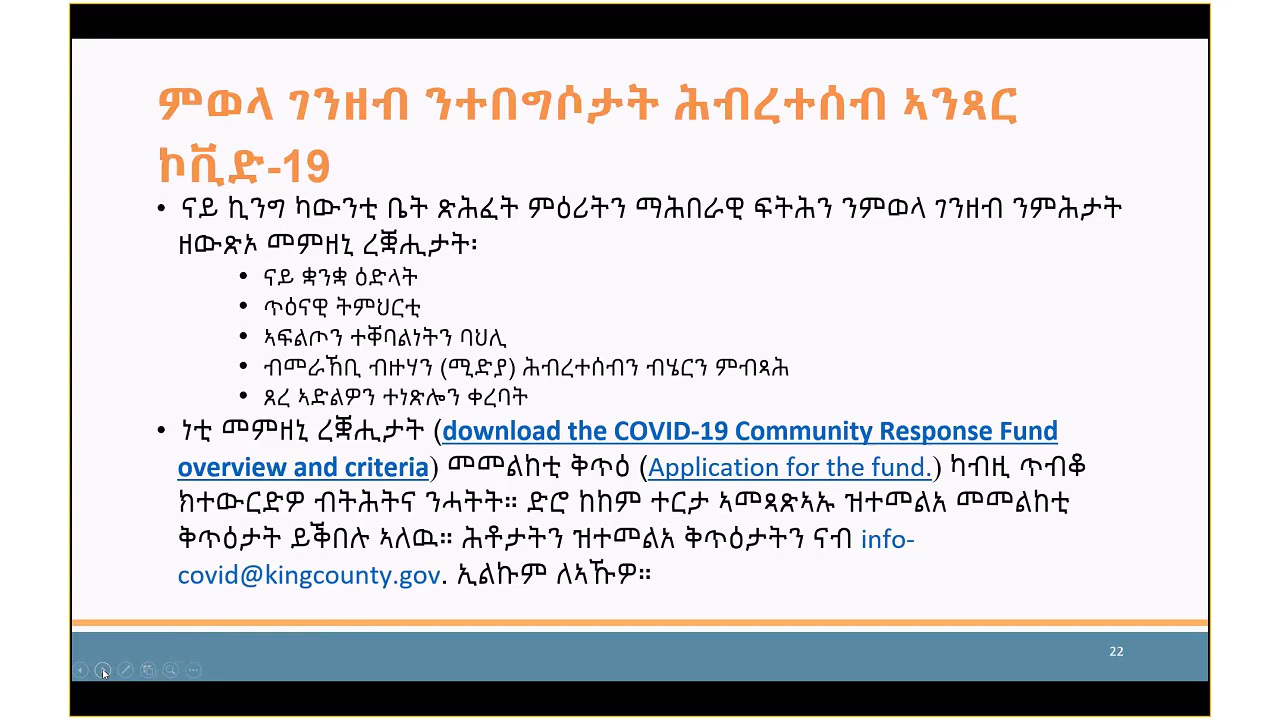 ምወላ ገንዘብ ንተበግሶታት ሕብረተሰብ ኣንጻር
ኮቪድ-19
• ናይ ኪንግ ካውንቲ ቤት ጽሕፈት ምዕሪትን ማሕበራዊ ፍትሕን ንምወላ ገንዘብ ንምሕታት
ዘውጽኦ መምዘኒ ረቛሒታት፡
• ናይ ቋንቋ ዕድላት
• ጥዕናዊ ትምህርቲ
• ኣፍልጦን ተቐባልነትን ባህሊ
• ብመራኸቢ ብዙሃን (ሚድያ) ሕብረተሰብን ብሄርን ምብጻሕ
• ጸረ ኣድልዎን ተነጽሎን ቀረባት
• ነቲ መምዘኒ ረቛሒታት (download the COVID-19 Community Response Fund
overview and criteria) መመልከቲ ቅጥዕ (Application for the fund.) ካብዚ ጥብቆ
ክተውርድዎ ብትሕትና ንሓትት። ድሮ ከከም ተርታ ኣመጻጽኣኡ ዝተመልአ መመልከቲ
ቅጥዕታት ይቕበሉ ኣለዉ። ሕቶታትን ዝተመልአ ቅጥዕታትን ናብ info-
covid@kingcounty.gov. ኢልኩም ለኣኹዎ።
22